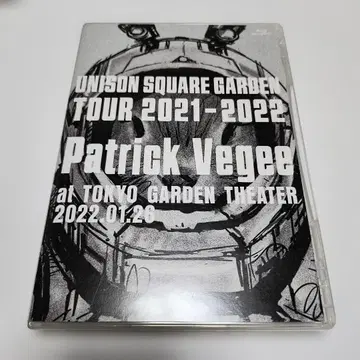 UNISON SQUARE GARDEN
TOUR 2021-2022
Patrick Vegee
at TOKYO GARDEN THEATER
2022.01.26